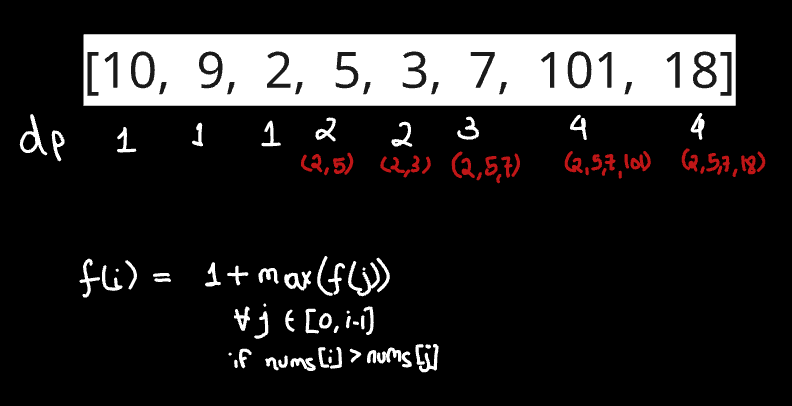 [10, 9, 2, 5, 3, 7, 101, 18]
dp 1 1 1 2 2 3 4 4
(2,5) (2,3) (2,5,7) (2,5,7,101) (2,5,7,18)
f(i) = 1 + max(f(j))
∀ j ∈ [0, i-1]
if nums[i] > nums[j]